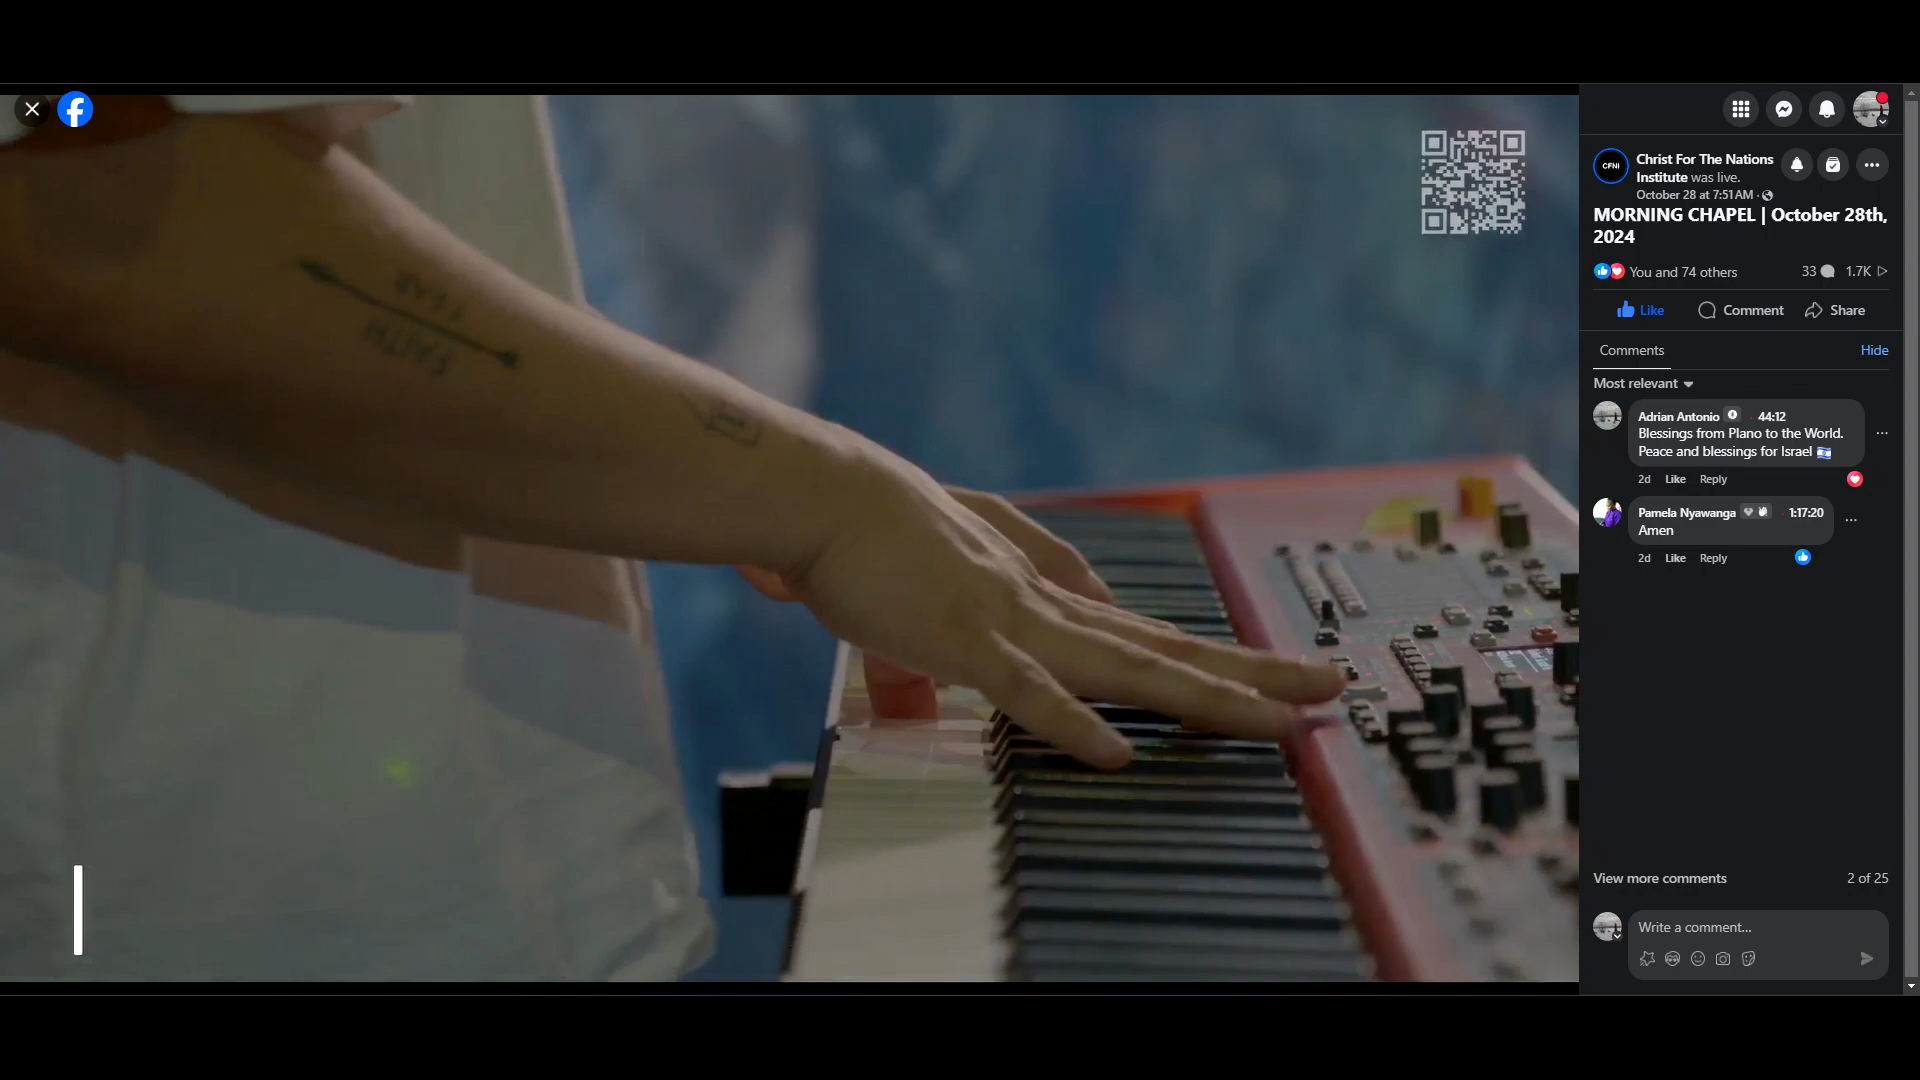 FAITH
CFNI
Christ For The Nations
Institute was live.
October 28 at 7:51 AM ·
MORNING CHAPEL | October 28th,
2024
You and 74 others
33
1.7K
Like
Comment
Share
Comments
Hide
Most relevant
Adrian Antonio · 44:12
Blessings from Plano to the World.
Peace and blessings for Israel 🇮🇱
2d Like Reply
Pamela Nyawanga · 1:17:20
Amen
2d Like Reply
View more comments
2 of 25
Write a comment...